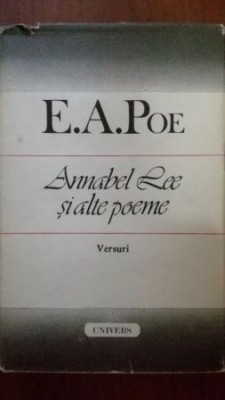 E.A.POE
Annabel Lee
și alte poeme
Versuri
UNIVERS